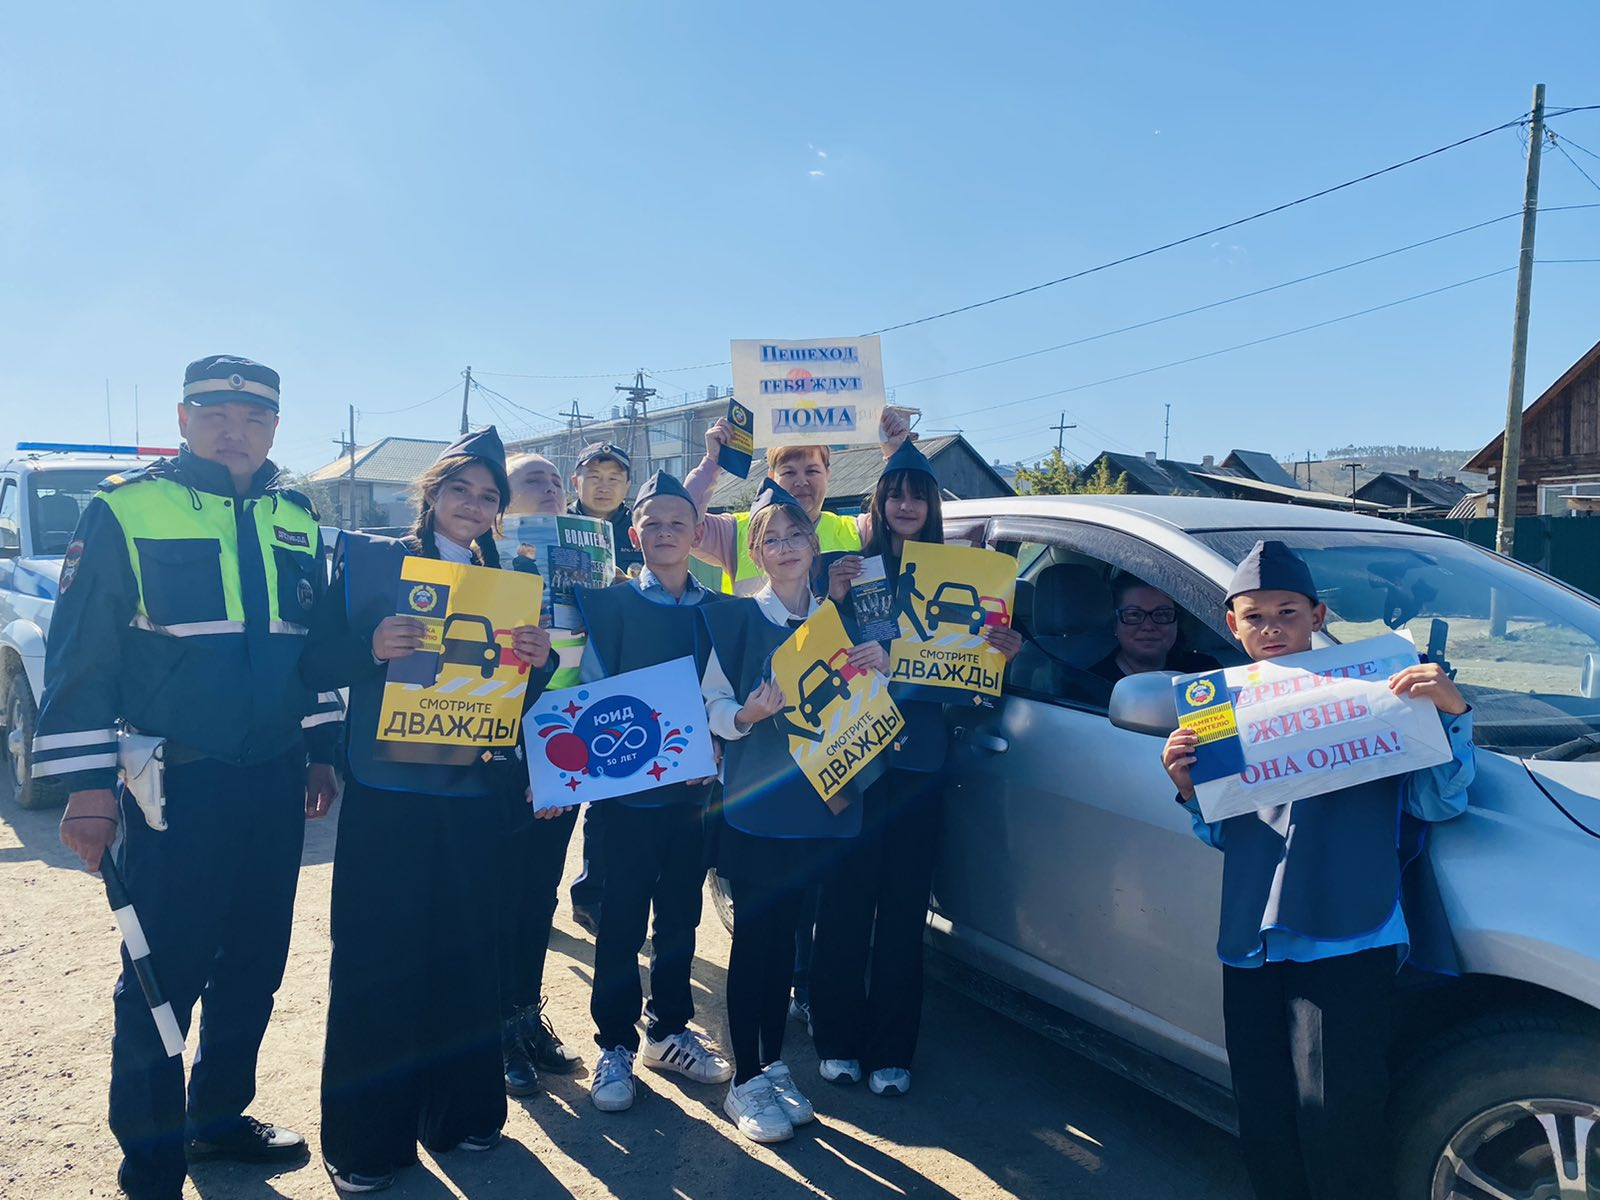 ПЕШЕХОД,
ТЕБЯ ЖДУТ
ДОМА
ВОДИТЕЛЬ
СМОТРИТЕ
ДВАЖДЫ
ЮИД
50 ЛЕТ
СМОТРИТЕ
ДВАЖДЫ
СМОТРИТЕ
ДВАЖДЫ
ПАМЯТКА
ВОДИТЕЛЮ
БЕРЕГИТЕ
ЖИЗНЬ
ОНА ОДНА!